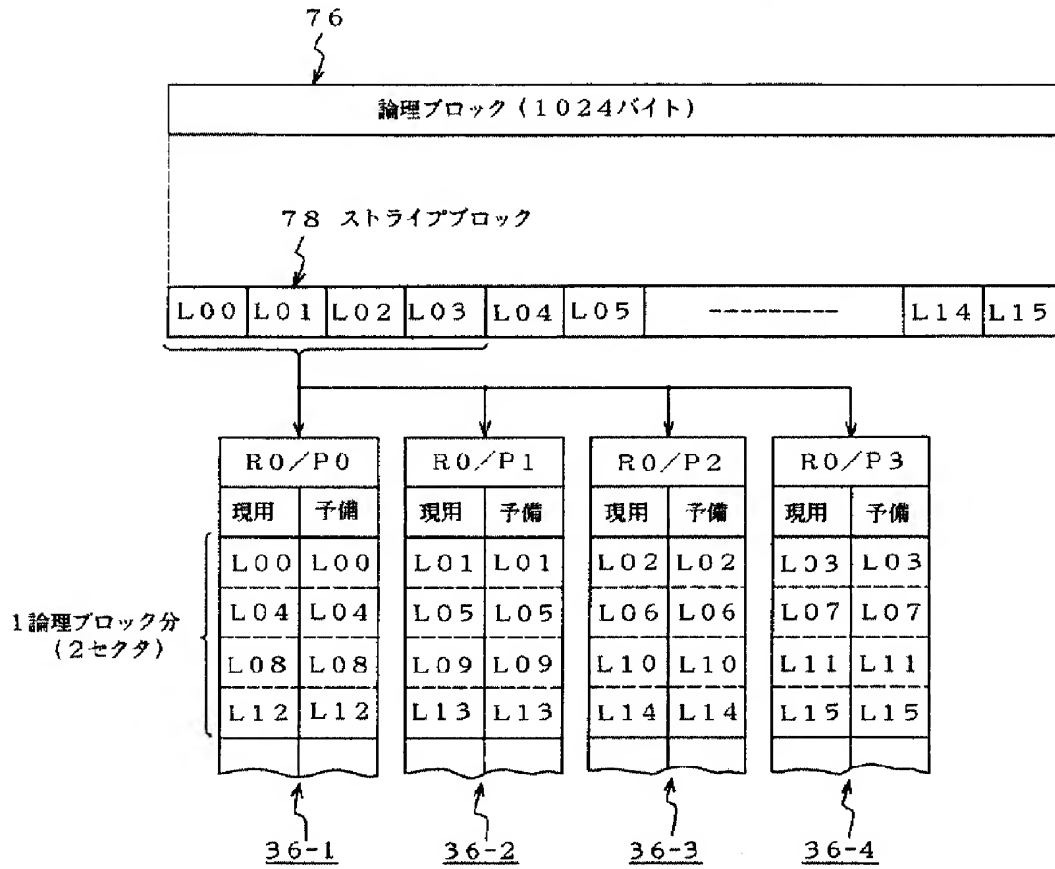 76
論理ブロック(1024バイト)
78 ストライプブロック
L00 L01 L02 L03 L04 L05 --------- L14 L15
R0/P0 R0/P1 R0/P2 R0/P3
現用 予備 現用 予備 現用 予備 現用 予備
L00 L00 L01 L01 L02 L02 L03 L03
L04 L04 L05 L05 L06 L06 L07 L07
1論理ブロック分
(2セクタ)
L08 L08 L09 L09 L10 L10 L11 L11
L12 L12 L13 L13 L14 L14 L15 L15
36-1 36-2 36-3 36-4